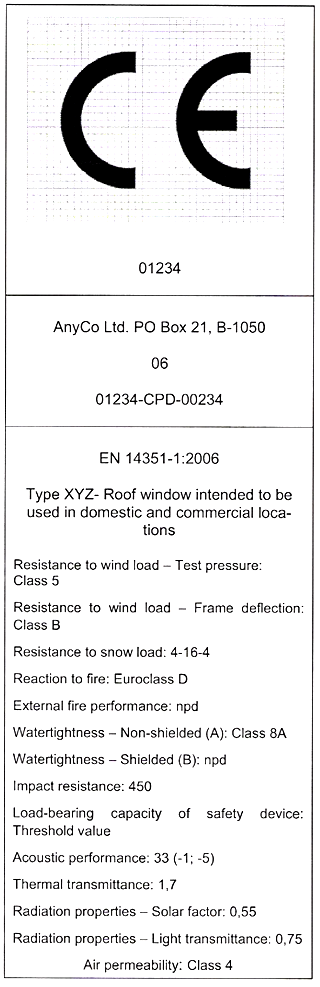 CE
01234
AnyCo Ltd. PO Box 21, B-1050
06
01234-CPD-00234
EN 14351-1:2006
Type XYZ- Roof window intended to be
used in domestic and commercial loca-
tions
Resistance to wind load – Test pressure:
Class 5
Resistance to wind load – Frame deflection:
Class B
Resistance to snow load: 4-16-4
Reaction to fire: Euroclass D
External fire performance: npd
Watertightness – Non-shielded (A): Class 8A
Watertightness – Shielded (B): npd
Impact resistance: 450
Load-bearing capacity of safety device:
Threshold value
Acoustic performance: 33 (-1; -5)
Thermal transmittance: 1,7
Radiation properties – Solar factor: 0,55
Radiation properties – Light transmittance: 0,75
Air permeability: Class 4